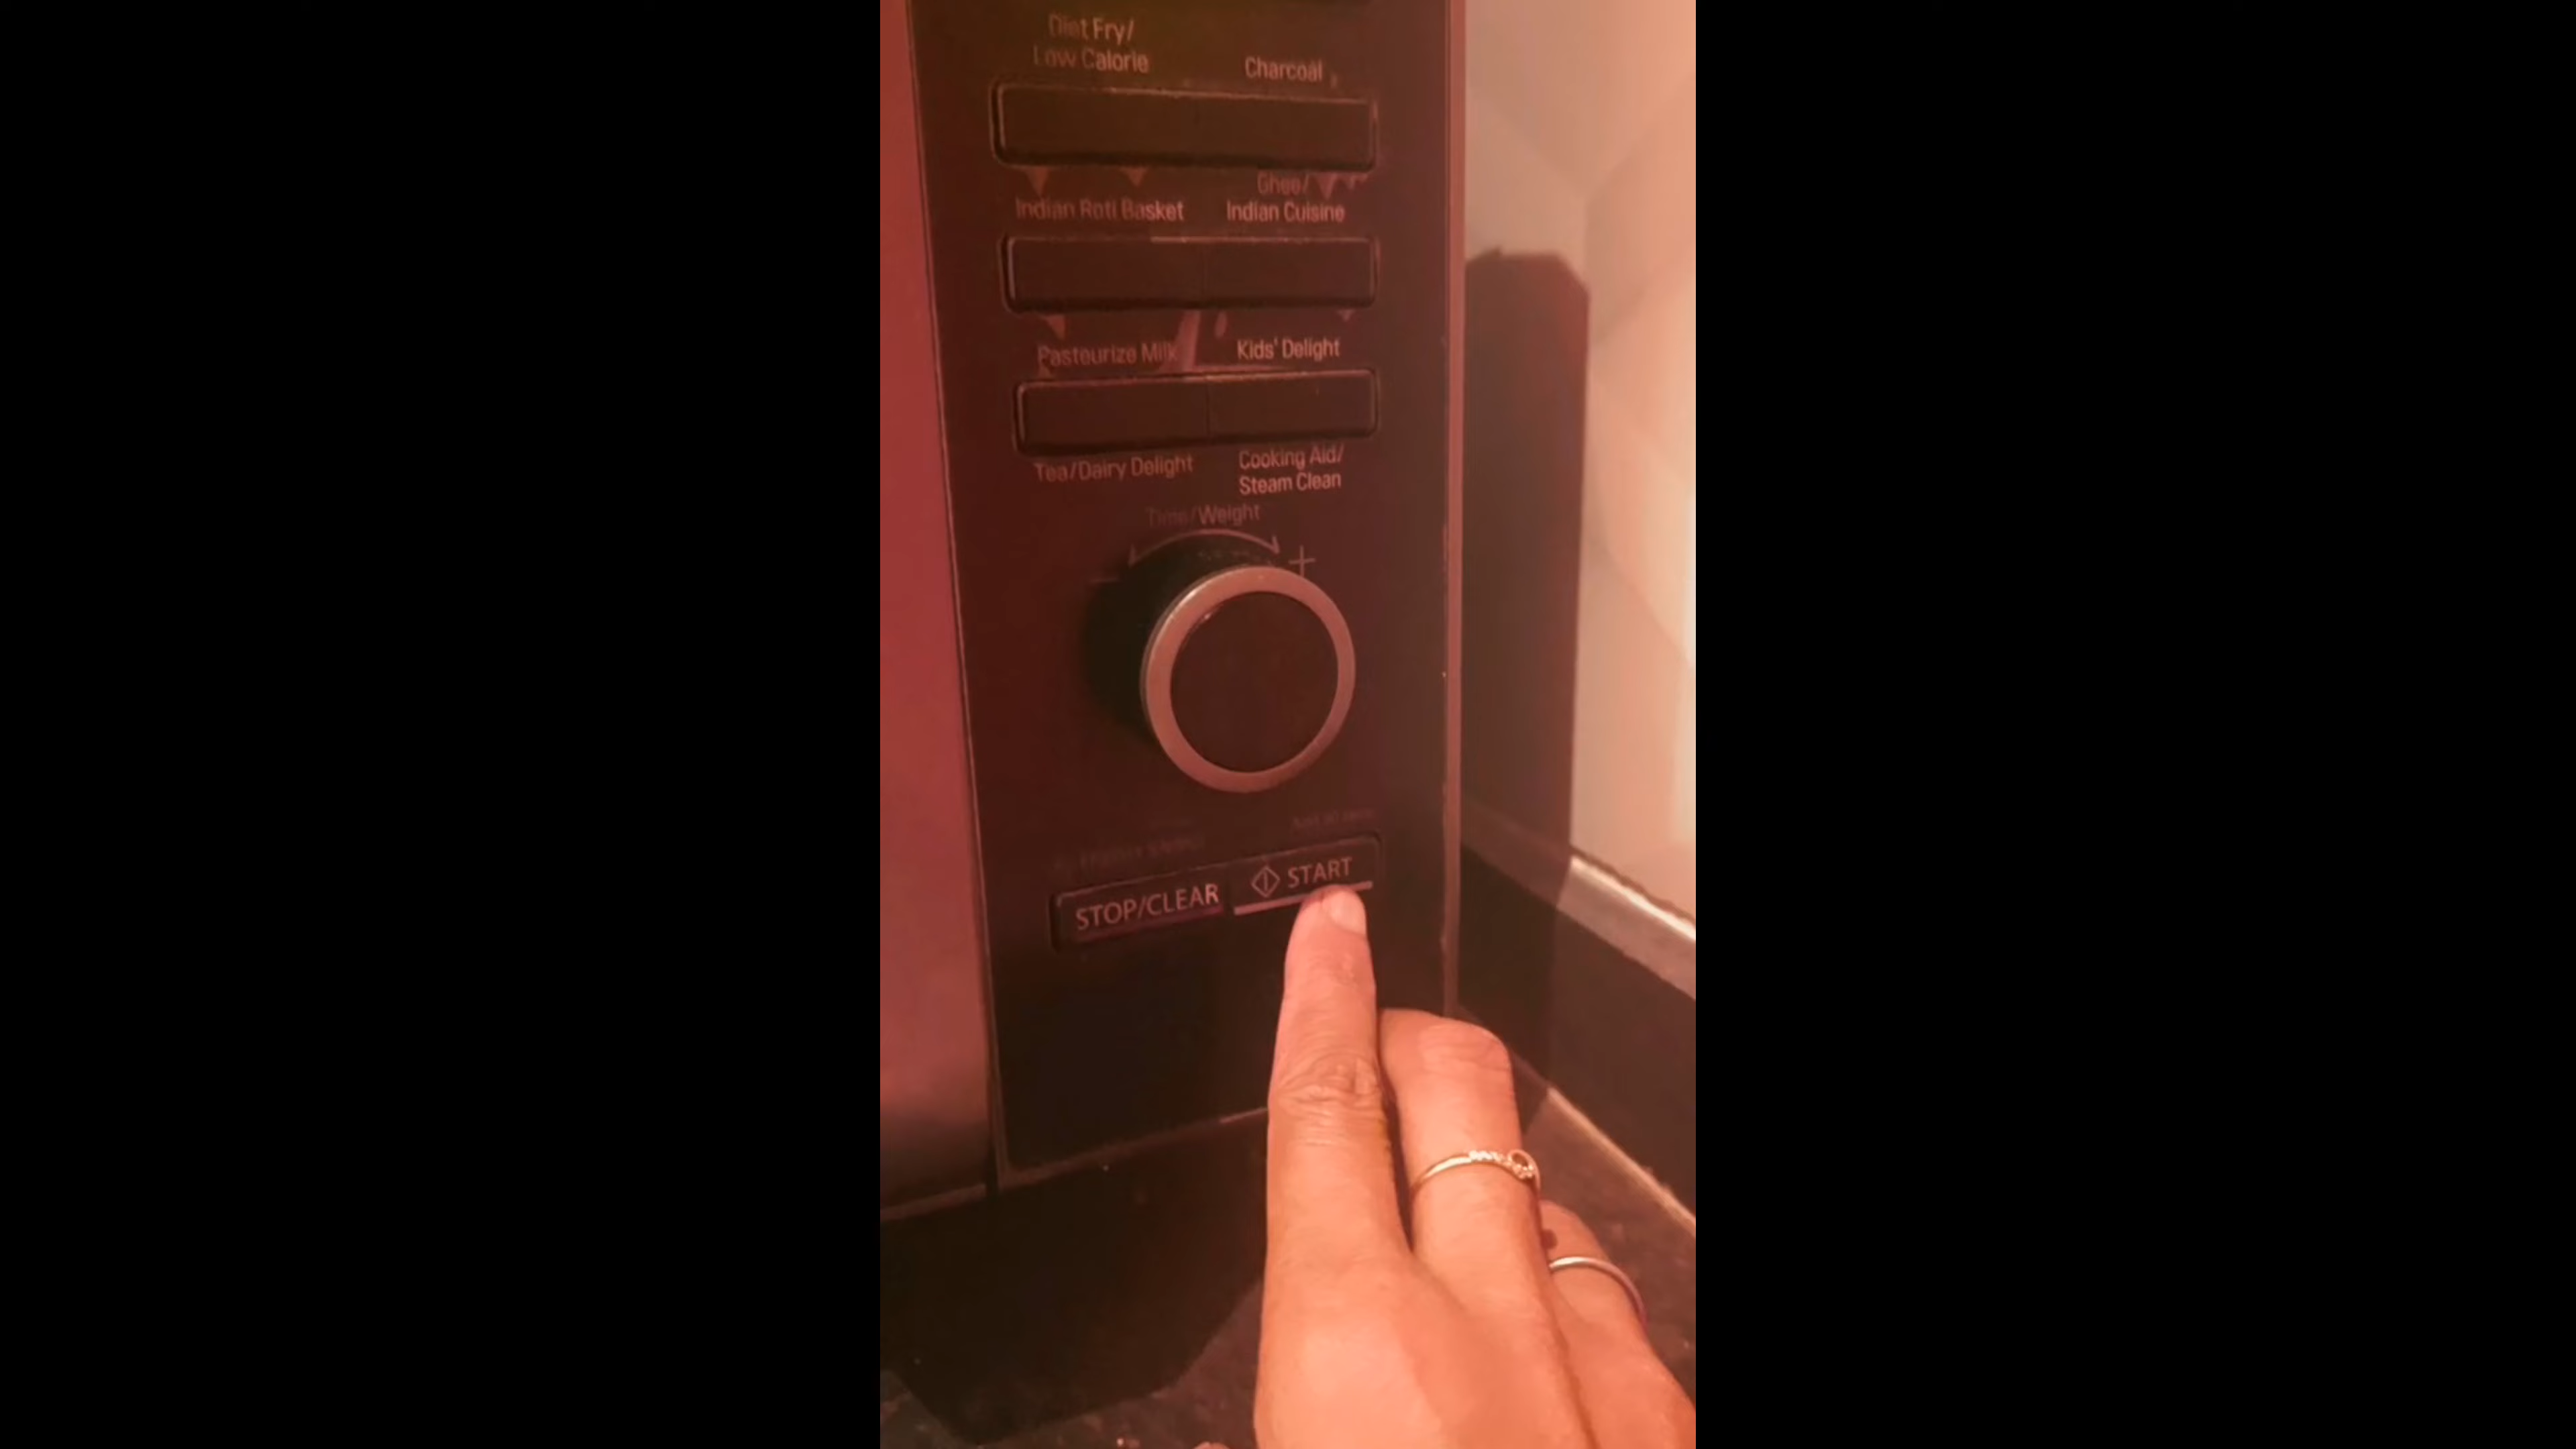 Diet Fry/
Low Calorie
Charcoal
Indian Roti Basket
Ghee/
Indian Cuisine
Pasteurize Milk
Kids' Delight
Tea/Dairy Delight
Cooking Aid/
Steam Clean
Time/Weight
- +
STOP/CLEAR
START